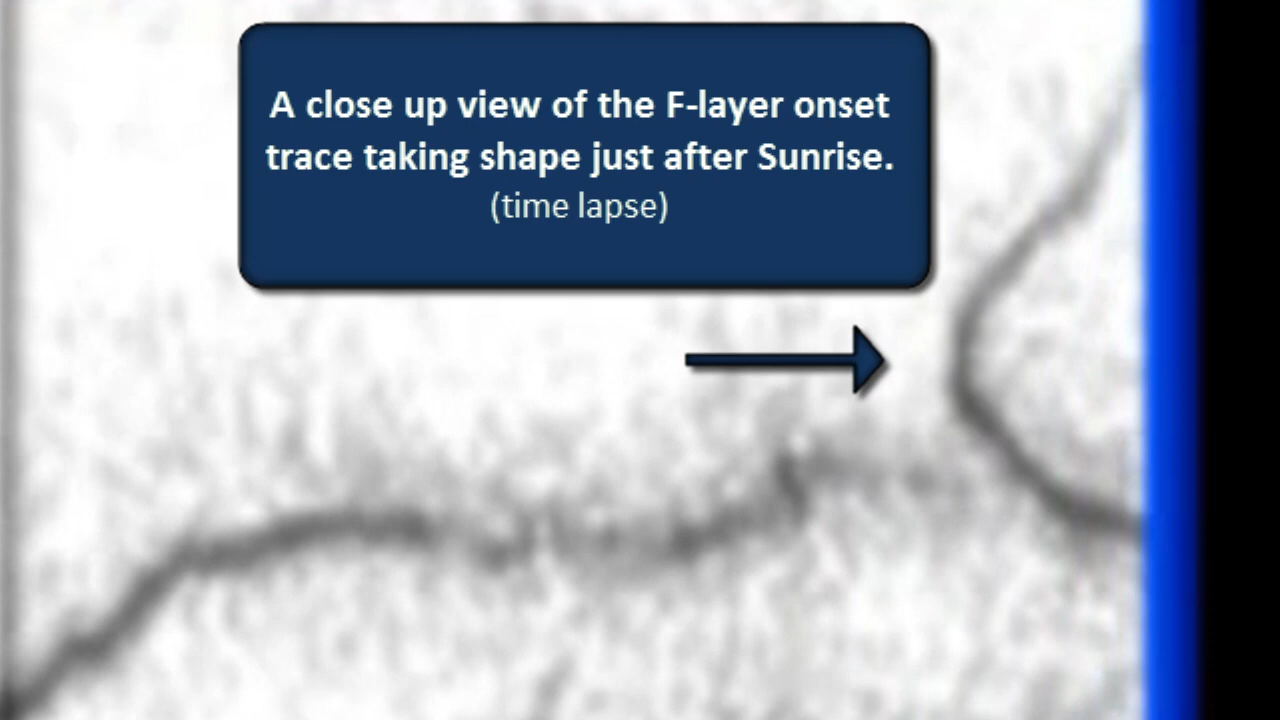 A close up view of the F-layer onset
trace taking shape just after Sunrise.
(time lapse)